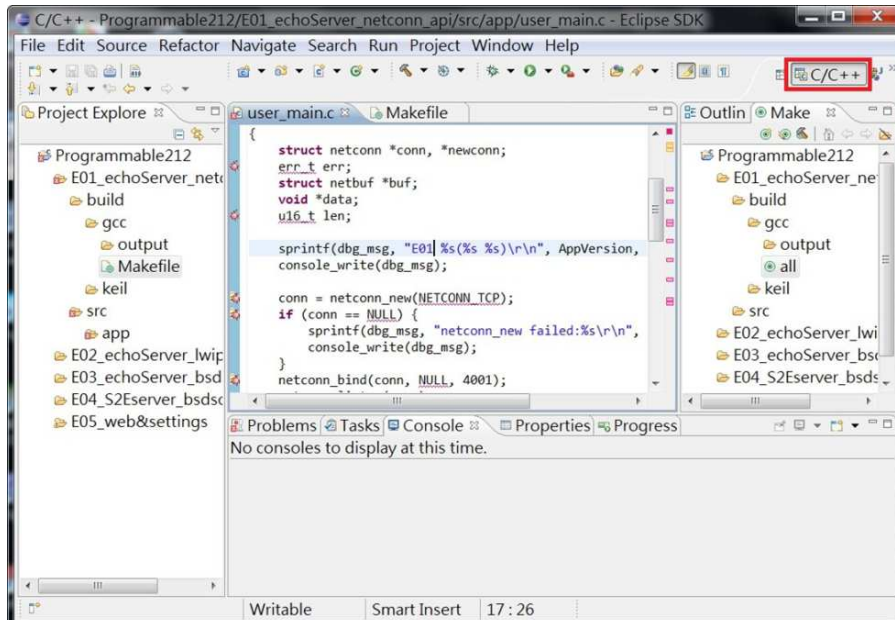 C/C++ - Programmable212/E01_echoServer_netconn_api/src/app/user_main.c - Eclipse SDK
File Edit Source Refactor Navigate Search Run Project Window Help
C/C++
Project Explore
user_main.c
Makefile
Outlin
Make
Programmable212
E01_echoServer_netc
build
gcc
output
Makefile
keil
src
app
E02_echoServer_lwip
E03_echoServer_bsd
E04_S2Eserver_bsdsc
E05_web&settings
{
struct netconn *conn, *newconn;
err_t err;
struct netbuf *buf;
void *data;
u16_t len;
sprintf(dbg_msg, "E01 %s(%s %s)\r\n", AppVersion,
console_write(dbg_msg);
conn = netconn_new(NETCONN_TCP);
if (conn == NULL) {
sprintf(dbg_msg, "netconn_new failed:%s\r\n",
console_write(dbg_msg);
}
netconn_bind(conn, NULL, 4001);
Programmable212
E01_echoServer_ne
build
gcc
output
all
keil
src
E02_echoServer_lwi
E03_echoServer_bsd
E04_S2Eserver_bsds
Problems
Tasks
Console
Properties
Progress
No consoles to display at this time.
Writable
Smart Insert
17 : 26